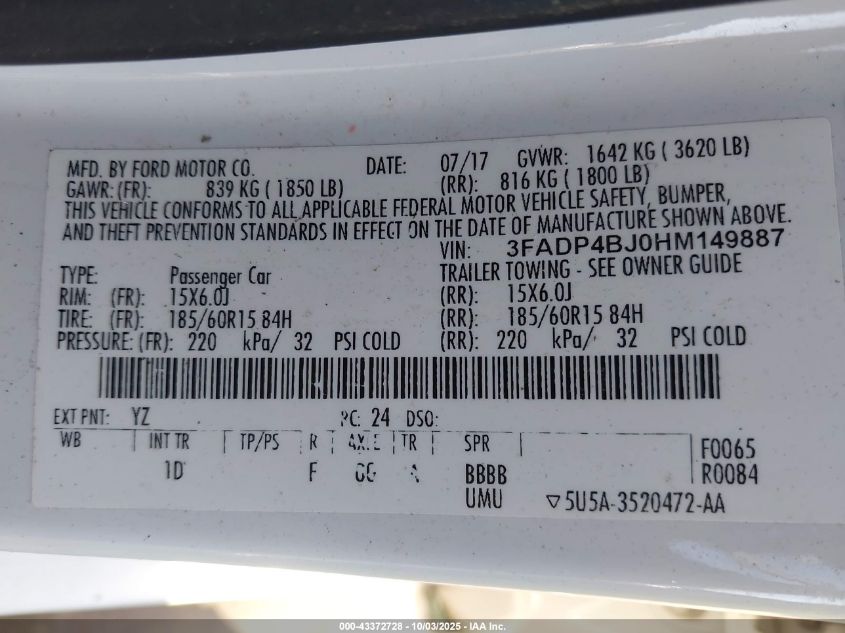 MFD. BY FORD MOTOR CO. DATE: 07/17 GVWR: 1642 KG ( 3620 LB)
GAWR: (FR): 839 KG ( 1850 LB) (RR): 816 KG ( 1800 LB)
THIS VEHICLE CONFORMS TO ALL APPLICABLE FEDERAL MOTOR VEHICLE SAFETY, BUMPER,
AND THEFT PREVENTION STANDARDS IN EFFECT ON THE DATE OF MANUFACTURE SHOWN ABOVE.
VIN: 3FADP4BJ0HM149887
TYPE: Passenger Car TRAILER TOWING - SEE OWNER GUIDE
RIM: (FR): 15X6.0J (RR): 15X6.0J
TIRE: (FR): 185/60R15 84H (RR): 185/60R15 84H
PRESSURE: (FR): 220 kPa/ 32 PSI COLD (RR): 220 kPa/ 32 PSI COLD
EXT PNT: YZ RC: 24 DSO:
WB INT TR TP/PS R AXLE TR SPR F0065
1D F A BBBB R0084
UMU ▽5U5A-3520472-AA
000-43372728 - 10/03/2025 - IAA Inc.